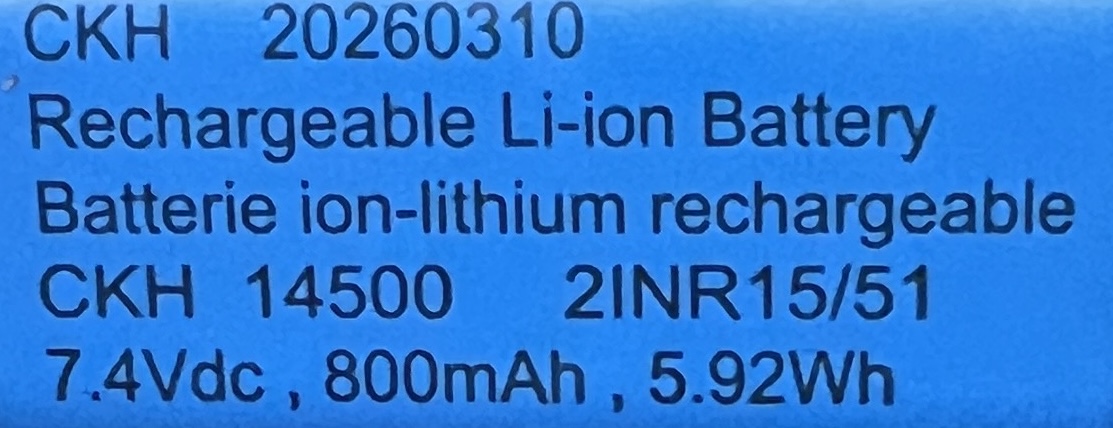 CKH 20260310
Rechargeable Li-ion Battery
Batterie ion-lithium rechargeable
CKH 14500 2INR15/51
7.4Vdc , 800mAh , 5.92Wh